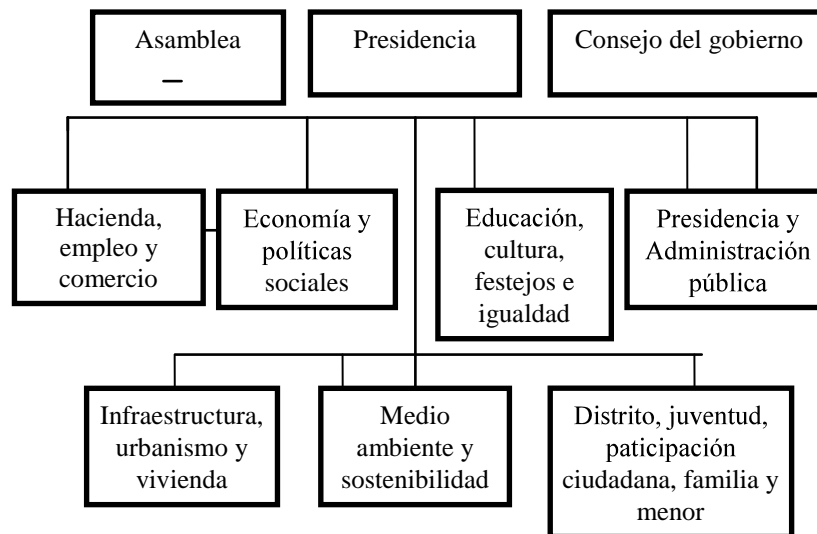 Asamblea
Presidencia
Consejo del gobierno
Hacienda,
empleo y
comercio
Economía y
políticas
sociales
Educación,
cultura,
festejos e
igualdad
Presidencia y
Administración
pública
Infraestructura,
urbanismo y
vivienda
Medio
ambiente y
sostenibilidad
Distrito, juventud,
paticipación
ciudadana, familia y
menor